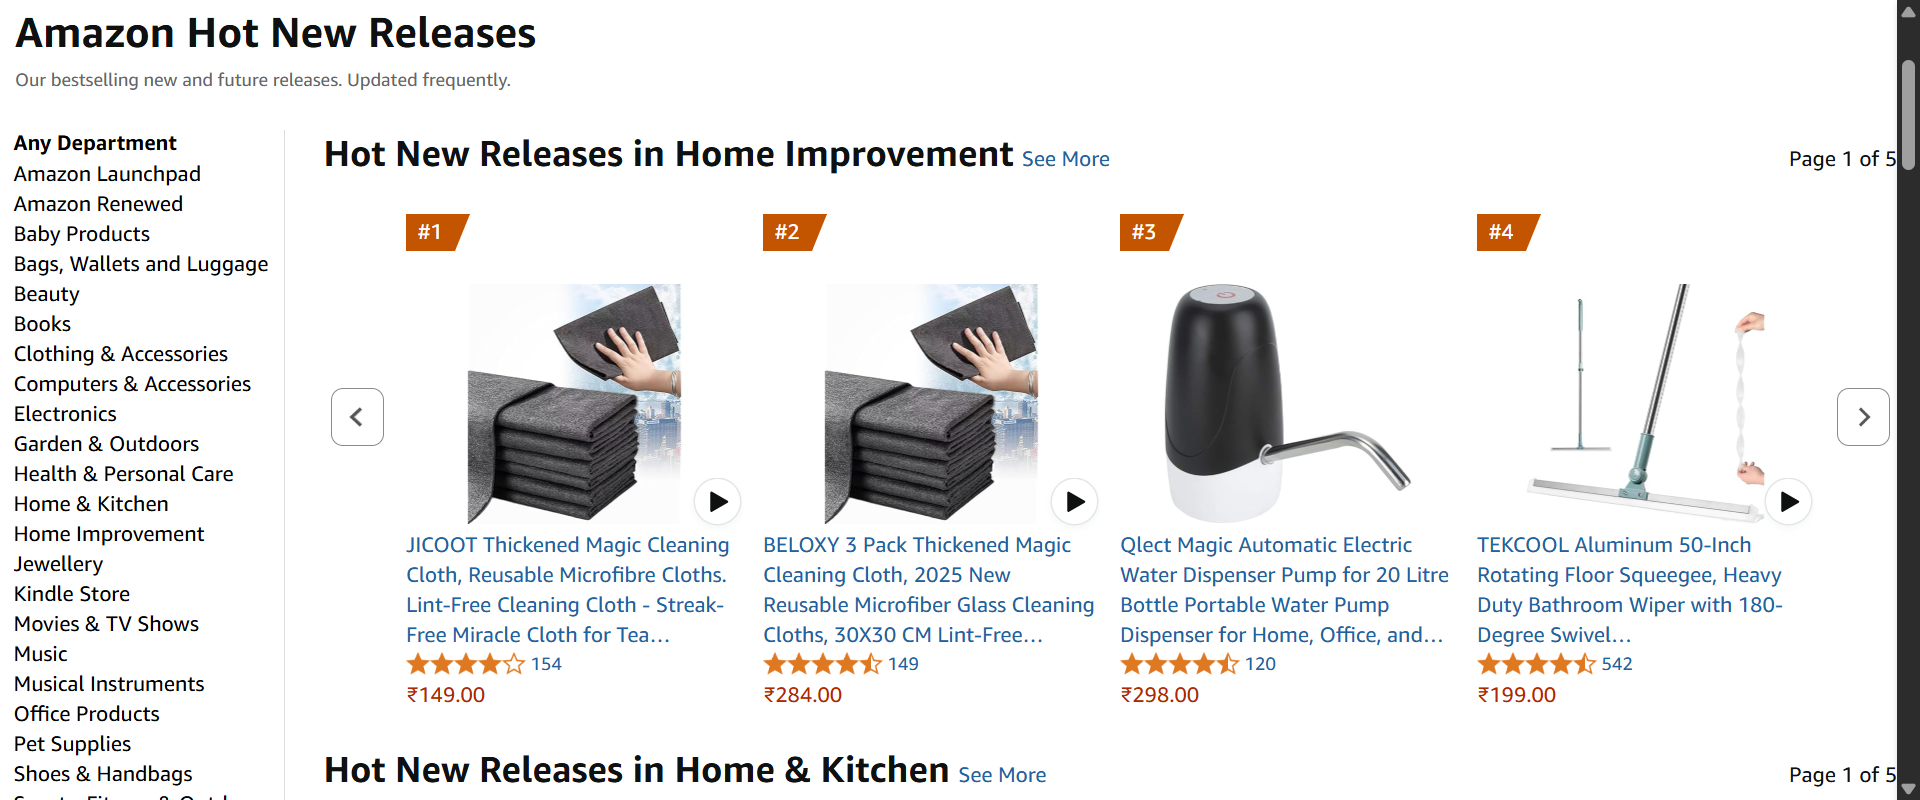 Amazon Hot New Releases
Our bestselling new and future releases. Updated frequently.
Any Department
Amazon Launchpad
Amazon Renewed
Baby Products
Bags, Wallets and Luggage
Beauty
Books
Clothing & Accessories
Computers & Accessories
Electronics
Garden & Outdoors
Health & Personal Care
Home & Kitchen
Home Improvement
Jewellery
Kindle Store
Movies & TV Shows
Music
Musical Instruments
Office Products
Pet Supplies
Shoes & Handbags
Hot New Releases in Home Improvement See More
Page 1 of 5
#1
JICOOT Thickened Magic Cleaning
Cloth, Reusable Microfibre Cloths.
Lint-Free Cleaning Cloth - Streak-
Free Miracle Cloth for Tea…
154
₹149.00
#2
BELOXY 3 Pack Thickened Magic
Cleaning Cloth, 2025 New
Reusable Microfiber Glass Cleaning
Cloths, 30X30 CM Lint-Free…
149
₹284.00
#3
Qlect Magic Automatic Electric
Water Dispenser Pump for 20 Litre
Bottle Portable Water Pump
Dispenser for Home, Office, and…
120
₹298.00
#4
TEKCOOL Aluminum 50-Inch
Rotating Floor Squeegee, Heavy
Duty Bathroom Wiper with 180-
Degree Swivel…
542
₹199.00
Hot New Releases in Home & Kitchen See More
Page 1 of 5